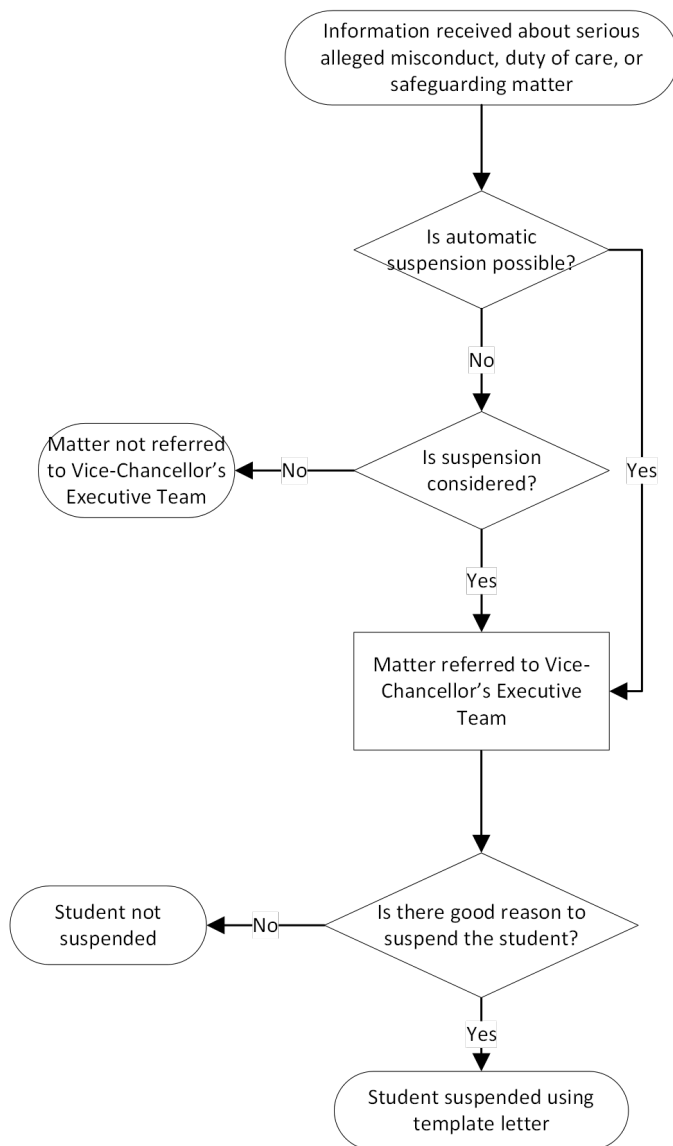 Information received about serious
alleged misconduct, duty of care, or
safeguarding matter
Is automatic
suspension possible?
No
Yes
Matter not referred
to Vice-Chancellor’s
Executive Team
No
Is suspension
considered?
Yes
Matter referred to Vice-
Chancellor’s Executive
Team
Student not
suspended
No
Is there good reason to
suspend the student?
Yes
Student suspended using
template letter